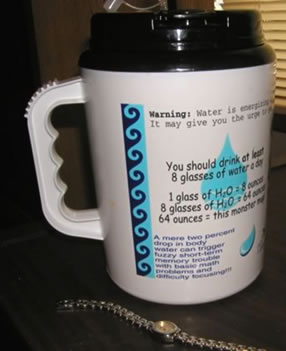 Warning: Water is energizing
It may give you the urge to
You should drink at least
8 glasses of water a day
1 glass of H₂O = 8 ounces
8 glasses of H₂O = 64 ounces
64 ounces = this monster mug
A mere two percent
drop in body
water can trigger
fuzzy short-term
memory trouble
with basic math
problems and
difficulty focusing